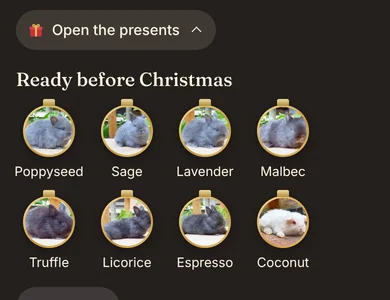 Open the presents
Ready before Christmas
Poppyseed Sage Lavender Malbec
Truffle Licorice Espresso Coconut